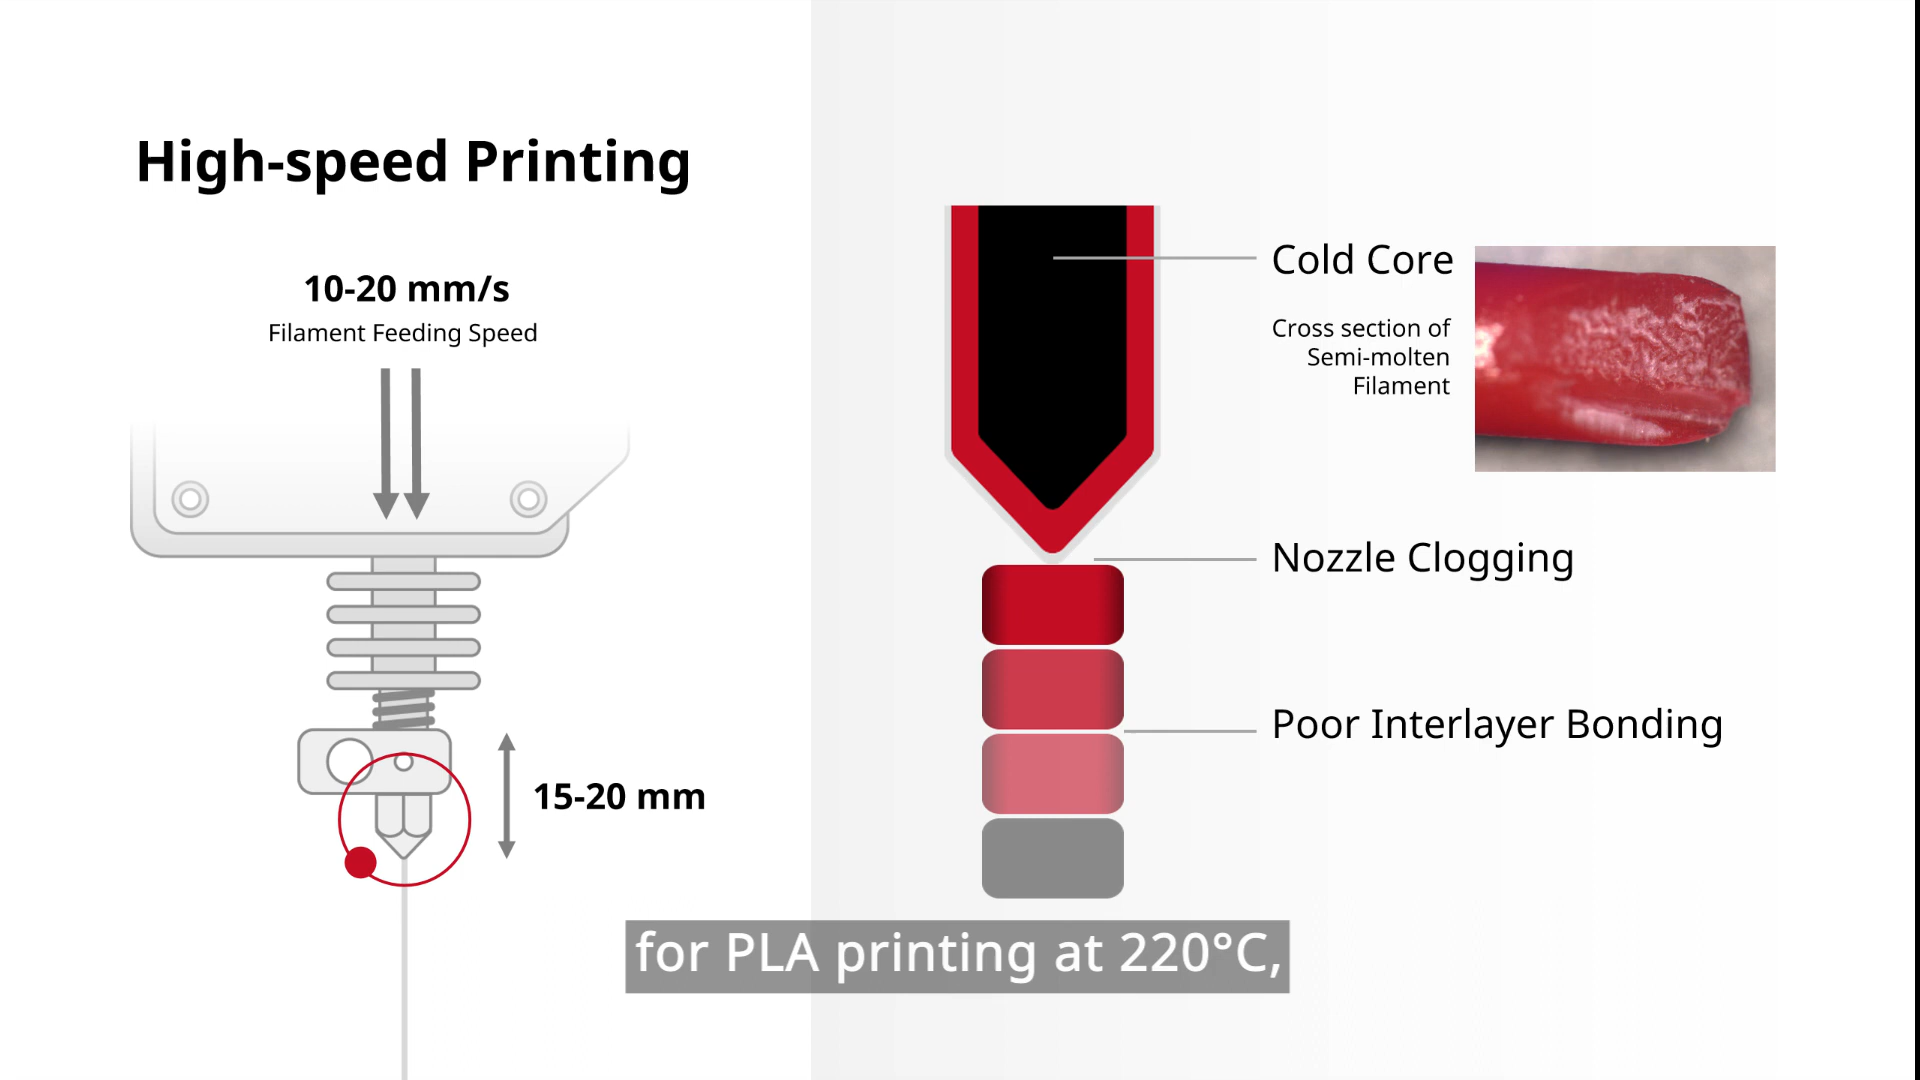 High-speed Printing
10-20 mm/s
Filament Feeding Speed
15-20 mm
Cold Core
Cross section of
Semi-molten
Filament
Nozzle Clogging
Poor Interlayer Bonding
for PLA printing at 220°C,